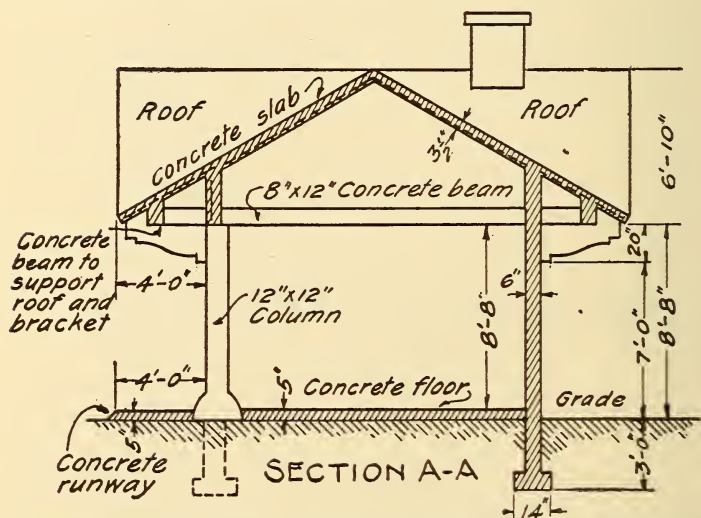 Roof
Roof
Concrete slab
3½"
6'-10"
8"x12" Concrete beam
Concrete
beam to
support
roof and
bracket
4'-0"
12"x12"
Column
6"
20"
8'-8"
7'-0"
8'-8"
4'-0"
5"
Concrete floor
Grade
5"
Concrete
runway
SECTION A-A
3'-0"
14"